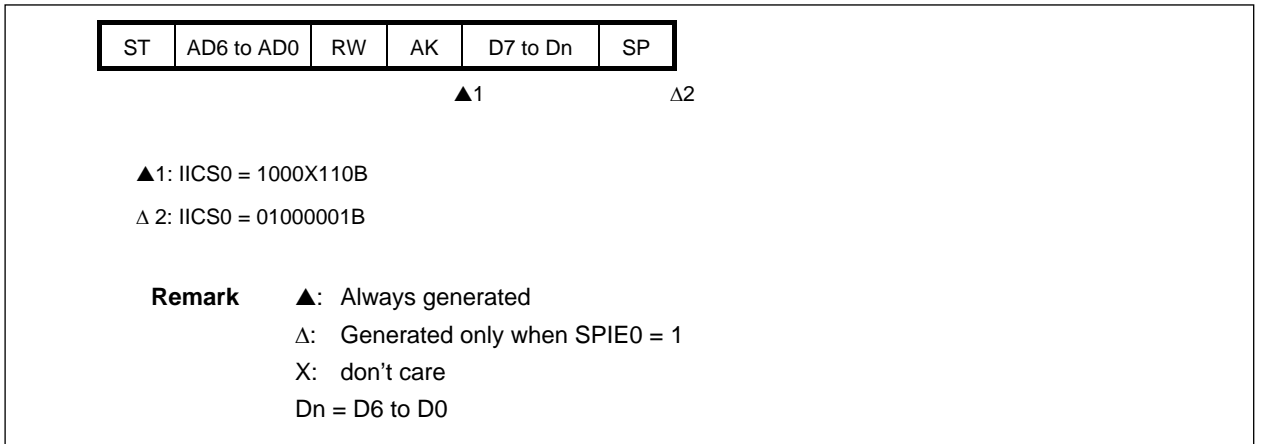 ST AD6 to AD0 RW AK D7 to Dn SP
▲1 Δ2
▲1: IICS0 = 1000X110B
Δ 2: IICS0 = 01000001B
Remark ▲: Always generated
Δ: Generated only when SPIE0 = 1
X: don't care
Dn = D6 to D0